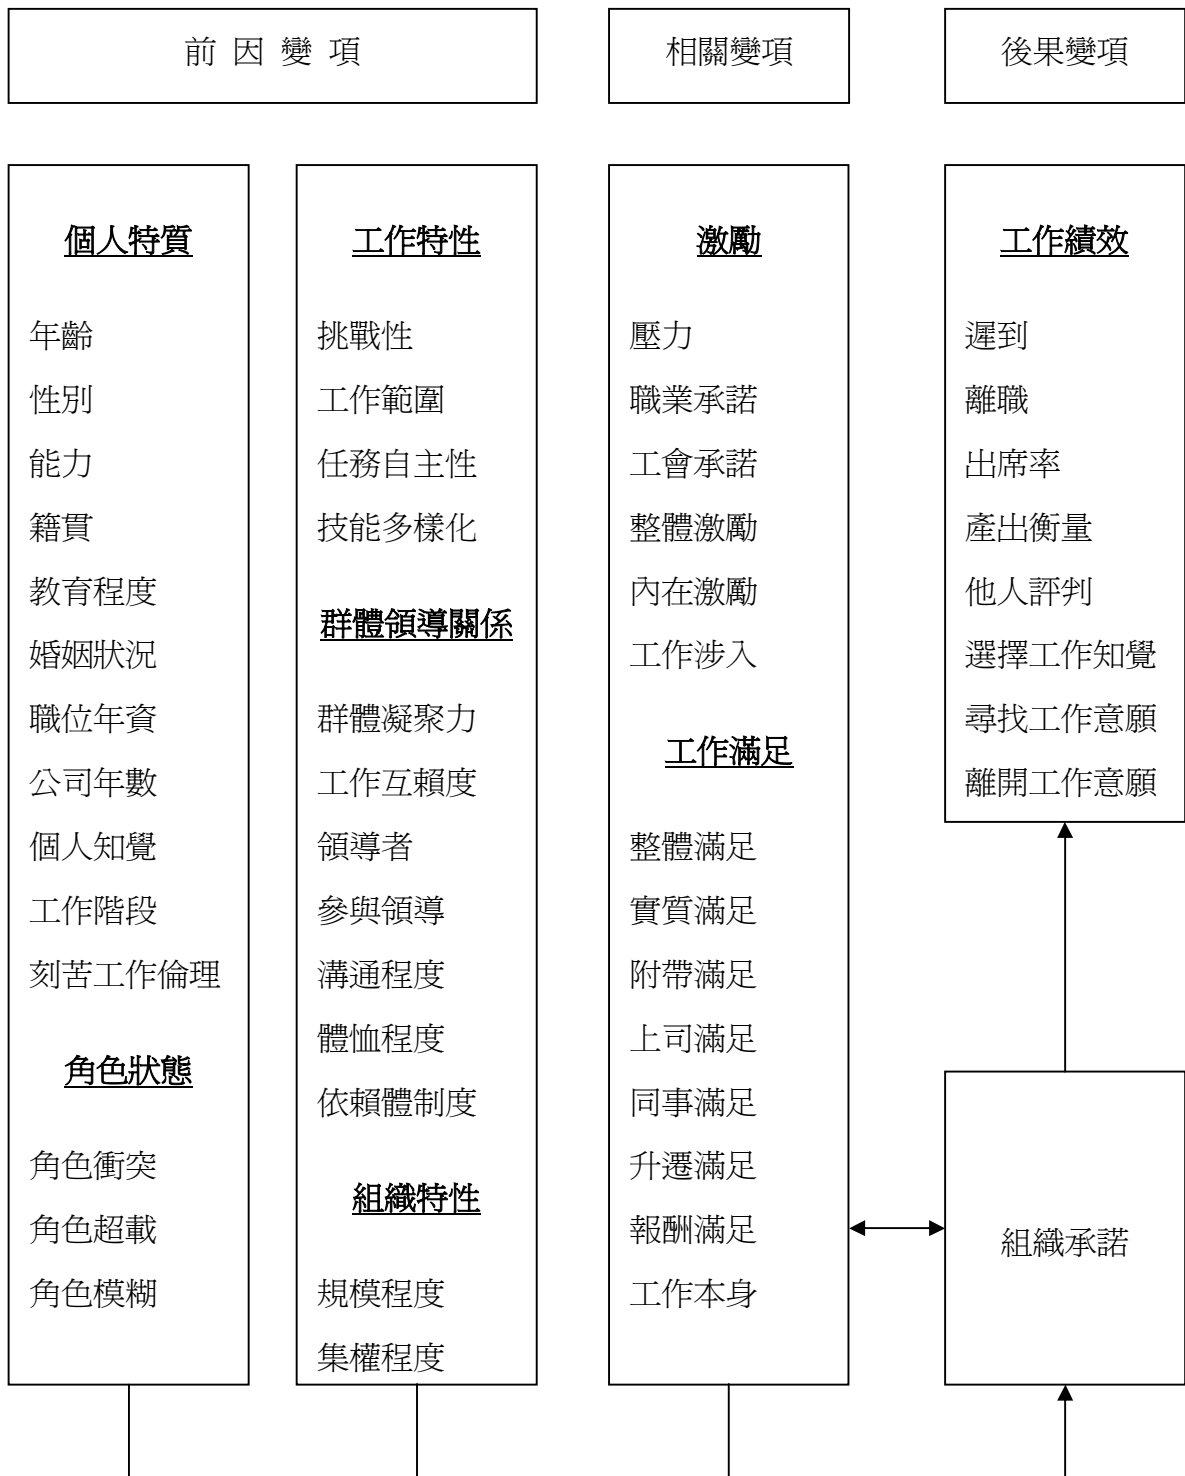 前 因 變 項
相關變項
後果變項
個人特質
年齡
性別
能力
籍貫
教育程度
婚姻狀況
職位年資
公司年數
個人知覺
工作階段
刻苦工作倫理
角色狀態
角色衝突
角色超載
角色模糊
工作特性
挑戰性
工作範圍
任務自主性
技能多樣化
群體領導關係
群體凝聚力
工作互賴度
領導者
參與領導
溝通程度
體恤程度
依賴體制度
組織特性
規模程度
集權程度
激勵
壓力
職業承諾
工會承諾
整體激勵
內在激勵
工作涉入
工作滿足
整體滿足
實質滿足
附帶滿足
上司滿足
同事滿足
升遷滿足
報酬滿足
工作本身
工作績效
遲到
離職
出席率
產出衡量
他人評判
選擇工作知覺
尋找工作意願
離開工作意願
組織承諾